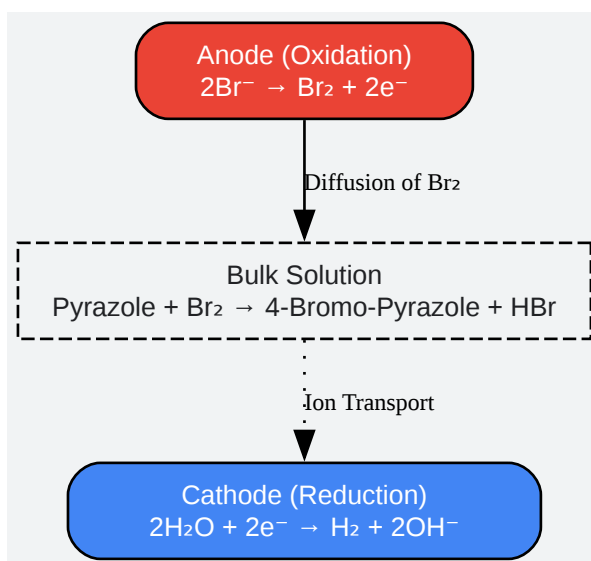 Anode (Oxidation)
2Br⁻ → Br₂ + 2e⁻
Diffusion of Br₂
Bulk Solution
Pyrazole + Br₂ → 4-Bromo-Pyrazole + HBr
Ion Transport
Cathode (Reduction)
2H₂O + 2e⁻ → H₂ + 2OH⁻